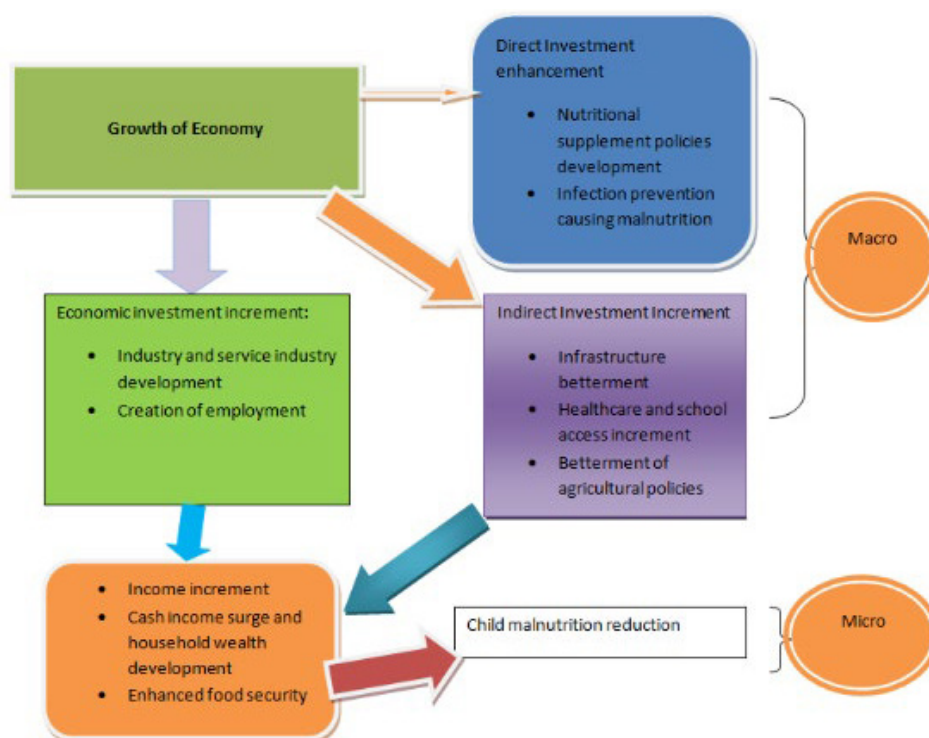 Growth of Economy
Direct Investment
enhancement
• Nutritional
supplement policies
development
• Infection prevention
causing malnutrition
Macro
Economic investment increment:
• Industry and service industry
development
• Creation of employment
Indirect Investment Increment
• Infrastructure
betterment
• Healthcare and school
access increment
• Betterment of
agricultural policies
• Income increment
• Cash income surge and
household wealth
development
• Enhanced food security
Child malnutrition reduction
Micro